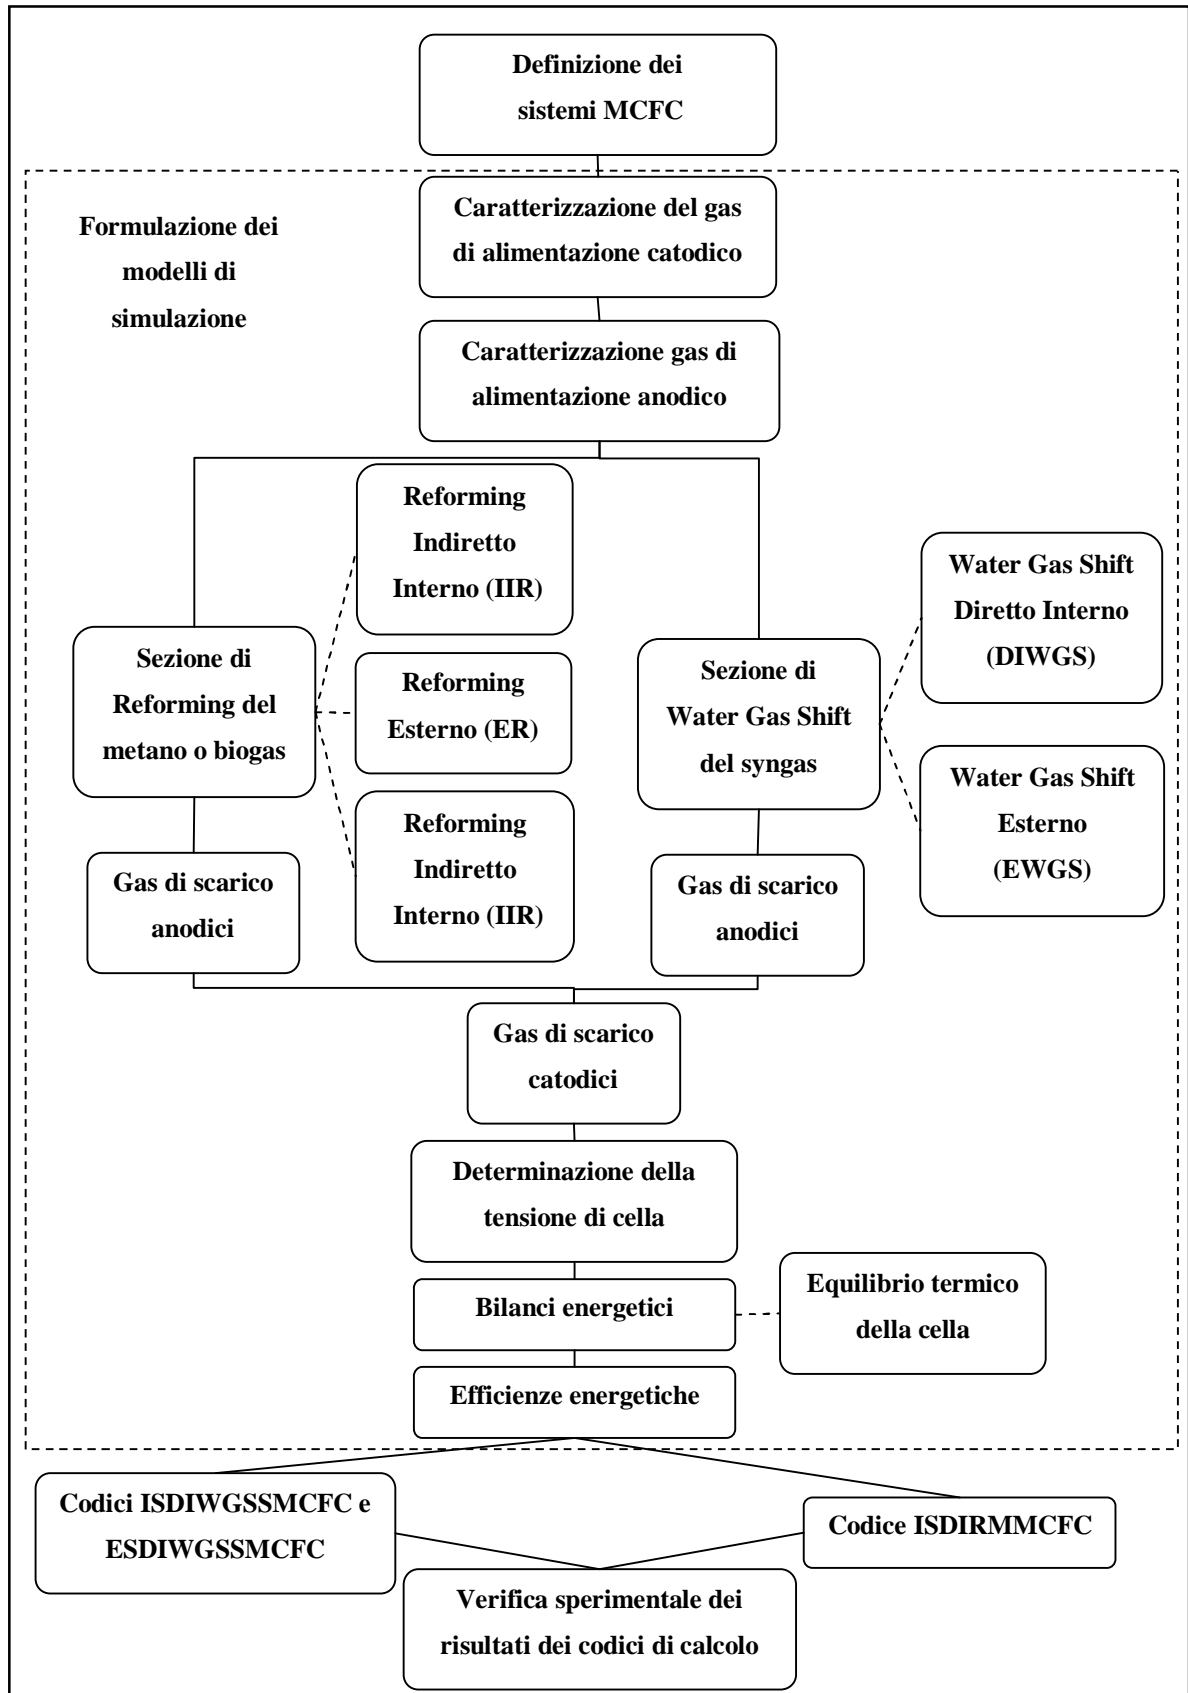 Definizione dei
sistemi MCFC
Formulazione dei
modelli di
simulazione
Caratterizzazione del gas
di alimentazione catodico
Caratterizzazione gas di
alimentazione anodico
Reforming
Indiretto
Interno (IIR)
Sezione di
Reforming del
metano o biogas
Reforming
Esterno (ER)
Reforming
Indiretto
Interno (IIR)
Sezione di
Water Gas Shift
del syngas
Water Gas Shift
Diretto Interno
(DIWGS)
Water Gas Shift
Esterno
(EWGS)
Gas di scarico
anodici
Gas di scarico
anodici
Gas di scarico
catodici
Determinazione della
tensione di cella
Bilanci energetici
Equilibrio termico
della cella
Efficienze energetiche
Codici ISDIWGSSMCFC e
ESDIWGSSMCFC
Codice ISDIRMMCFC
Verifica sperimentale dei
risultati dei codici di calcolo